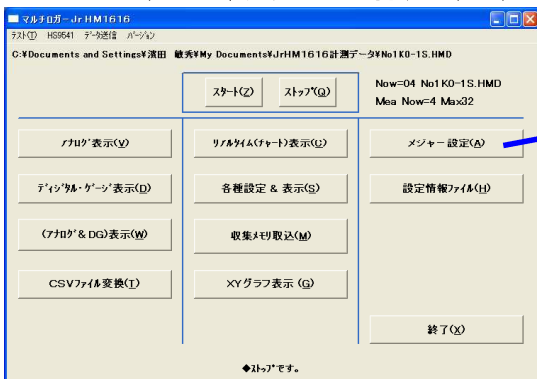 マルチロガーJr HM1616
テスト(T) HS9541 データ送信 バージョン
C:¥Documents and Settings¥濱田 敏秀¥My Documents¥JrHM1616計測データ¥No1K0-1S.HMD
スタート(Z) ストップ(Q) Now=04 No1K0-1S.HMD
Mea Now=4 Max32
アナログ表示(V) リアルタイム(チャート)表示(C) メジャー設定(A)
ディジタル・ゲージ表示(D) 各種設定 & 表示(S) 設定情報ファイル(H)
(アナログ& DG)表示(W) 収集メモリ取込(M)
CSVファイル変換(T) XYグラフ表示 (G)
終了(X)
◆ストップです。